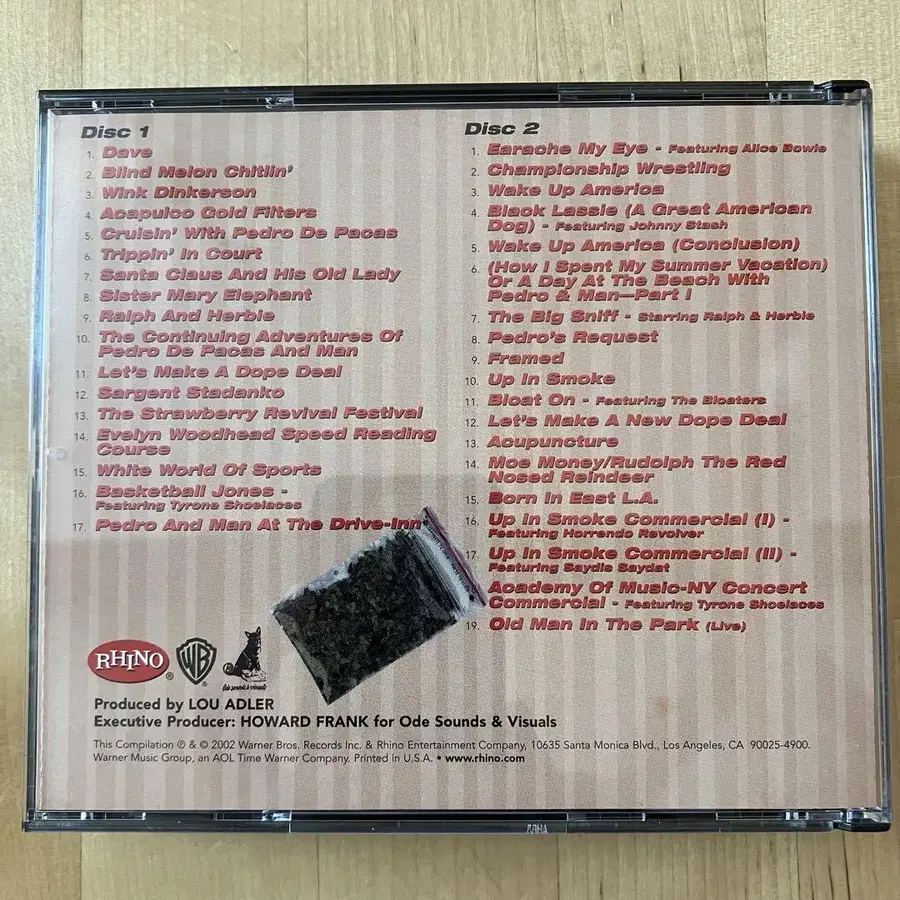 Disc 1
1. Dave
2. Blind Melon Chitlin'
3. Wink Dinkerson
4. Acapulco Gold Filters
5. Cruisin' With Pedro De Pacas
6. Trippin' In Court
7. Santa Claus And His Old Lady
8. Sister Mary Elephant
9. Ralph And Herbie
10. The Continuing Adventures Of
Pedro De Pacas And Man
11. Let's Make A Dope Deal
12. Sargent Stadanko
13. The Strawberry Revival Festival
14. Evelyn Woodhead Speed Reading
Course
15. White World Of Sports
16. Basketball Jones -
Featuring Tyrone Shoelaces
17. Pedro And Man At The Drive-Inn
Disc 2
1. Earache My Eye - Featuring Alice Bowie
2. Championship Wrestling
3. Wake Up America
4. Black Lassie (A Great American
Dog) - Featuring Johnny Stash
5. Wake Up America (Conclusion)
6. (How I Spent My Summer Vacation)
Or A Day At The Beach With
Pedro & Man—Part I
7. The Big Sniff - Starring Ralph & Herbie
8. Pedro's Request
9. Framed
10. Up In Smoke
11. Bloat On - Featuring The Bloaters
12. Let's Make A New Dope Deal
13. Acupuncture
14. Moe Money/Rudolph The Red
Nosed Reindeer
15. Born In East L.A.
16. Up In Smoke Commercial (I) -
Featuring Horrendo Revolver
17. Up In Smoke Commercial (II) -
Featuring Saydis Saydat
Academy Of Music-NY Concert
Commercial - Featuring Tyrone Shoelaces
19. Old Man In The Park (Live)
RHINO ® WB ® Ode sounds & visuals
Produced by LOU ADLER
Executive Producer: HOWARD FRANK for Ode Sounds & Visuals
This Compilation ℗ & © 2002 Warner Bros. Records Inc. & Rhino Entertainment Company, 10635 Santa Monica Blvd., Los Angeles, CA 90025-4900.
Warner Music Group, an AOL Time Warner Company. Printed in U.S.A. • www.rhino.com